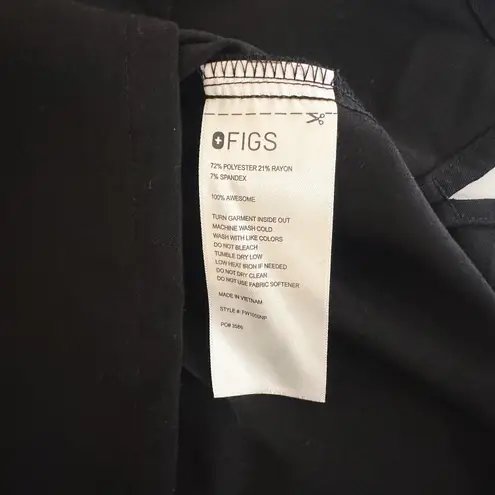 FIGS
72% POLYESTER 21% RAYON
7% SPANDEX
100% AWESOME
TURN GARMENT INSIDE OUT
MACHINE WASH COLD
WASH WITH LIKE COLORS
DO NOT BLEACH
TUMBLE DRY LOW
LOW HEAT IRON IF NEEDED
DO NOT DRY CLEAN
DO NOT USE FABRIC SOFTENER
MADE IN VIETNAM
STYLE #:
PO#